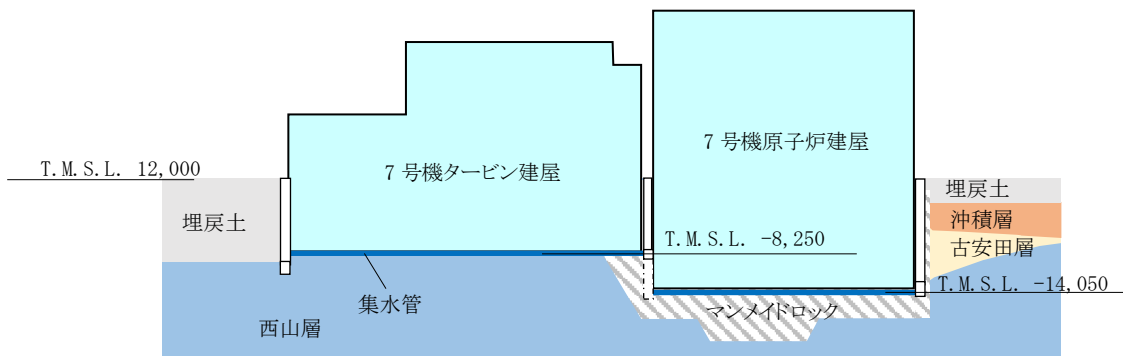 T.M.S.L. 12,000
7 号機タービン建屋
7 号機原子炉建屋
埋戻土
埋戻土
沖積層
古安田層
T.M.S.L. -8,250
T.M.S.L. -14,050
集水管
マンメイドロック
西山層